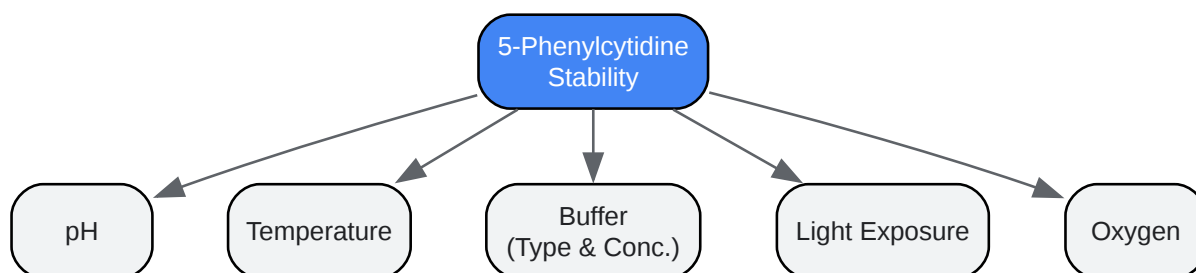 5-Phenylcytidine
Stability
pH
Temperature
Buffer
(Type & Conc.)
Light Exposure
Oxygen